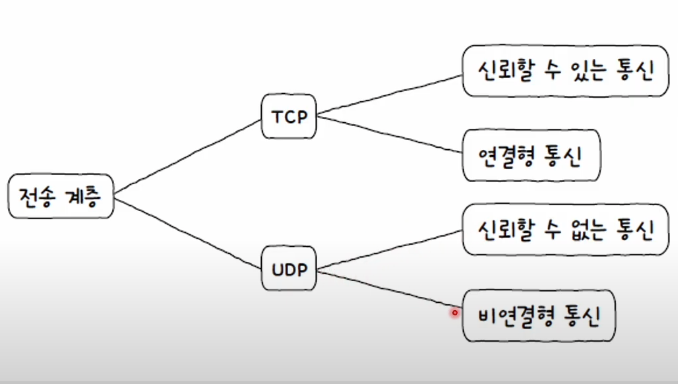 전송 계층
TCP
신뢰할 수 있는 통신
연결형 통신
UDP
신뢰할 수 없는 통신
비연결형 통신